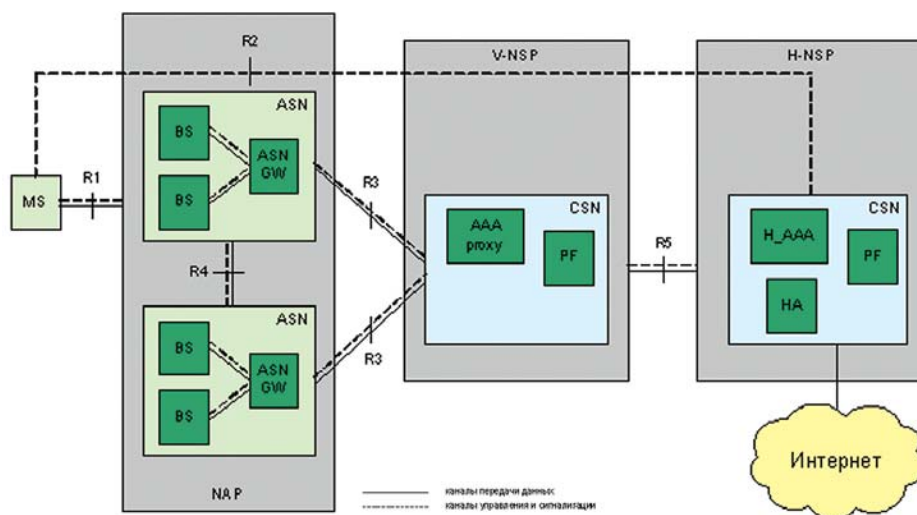 R2
V-NSP
H-NSP
ASN
BS
ASN
GW
BS
MS
R1
R3
R4
CSN
AAA
proxy
PF
R5
CSN
H_AAA
PF
HA
ASN
BS
ASN
GW
BS
R3
NAP
каналы передачи данных
каналы управления и сигнализации
Интернет